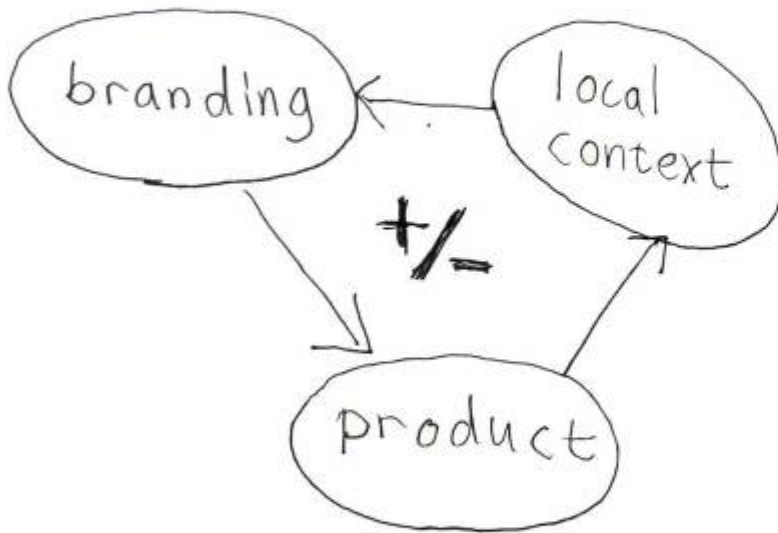 branding
local
context
+/-
product